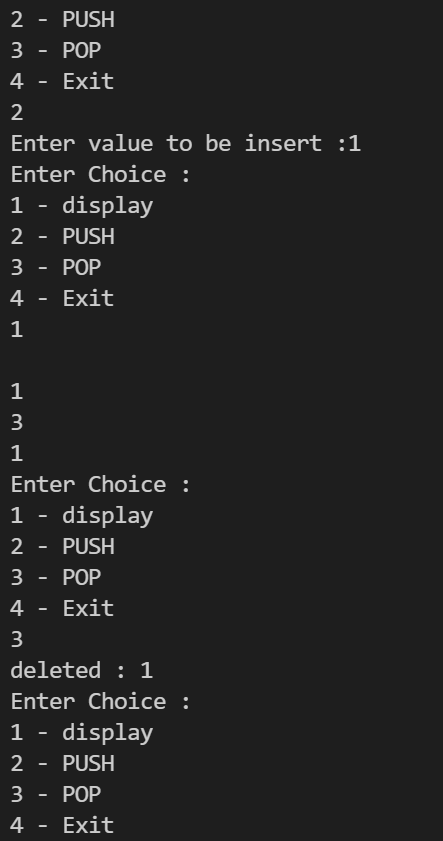 2 - PUSH
3 - POP
4 - Exit
2
Enter value to be insert :1
Enter Choice :
1 - display
2 - PUSH
3 - POP
4 - Exit
1

1
3
1
Enter Choice :
1 - display
2 - PUSH
3 - POP
4 - Exit
3
deleted : 1
Enter Choice :
1 - display
2 - PUSH
3 - POP
4 - Exit